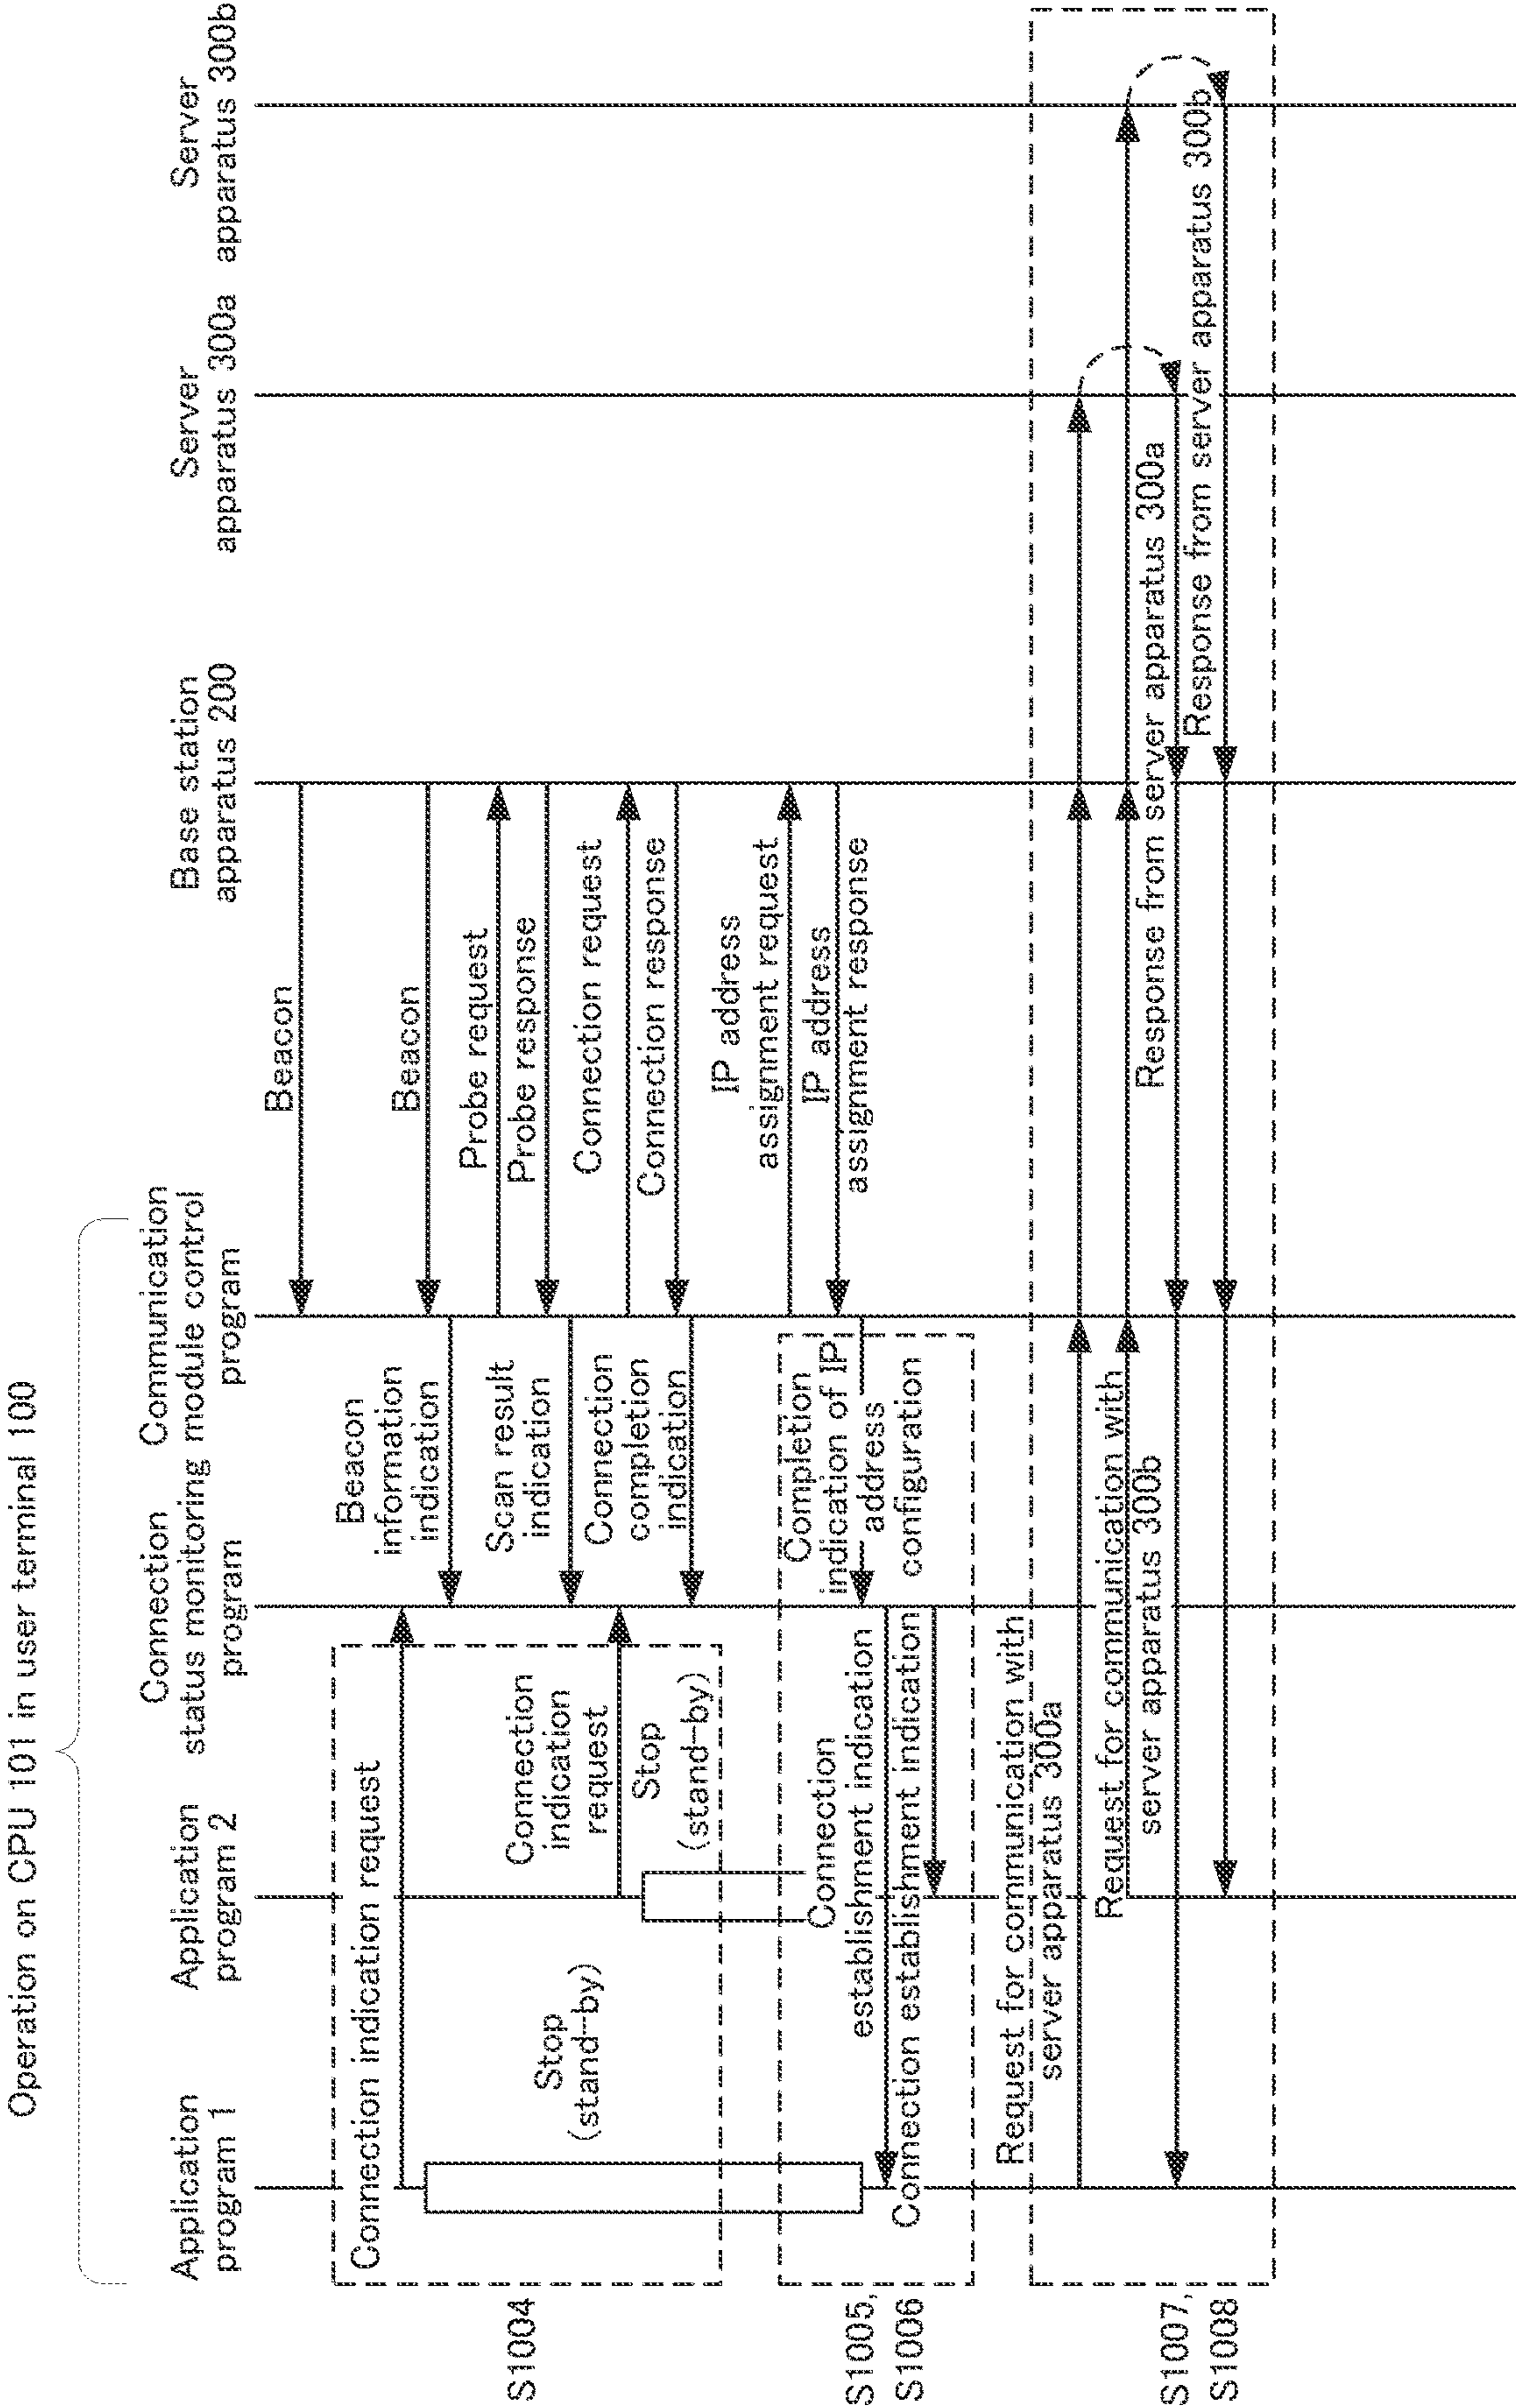 Operation on CPU 101 in user terminal 100
Application
program 1
Application
program 2
Connection
status monitoring
program
Communication
module control
program
Base station
apparatus 200
Server
apparatus 300a
Server
apparatus 300b
Beacon
S1004
Connection indication request
Beacon
Beacon
information
indication
Stop
(stand-by)
Probe request
Probe response
Scan result
indication
Connection
indication
request
Stop
(stand-by)
Connection request
Connection response
Connection
completion
indication
IP address
assignment request
IP address
assignment response
S1005,
S1006
Completion
indication of IP
address
configuration
Connection
establishment indication
Connection establishment indication
S1007,
S1008
Request for communication with
server apparatus 300a
Request for communication with
server apparatus 300b
Response from server apparatus 300a
Response from server apparatus 300b